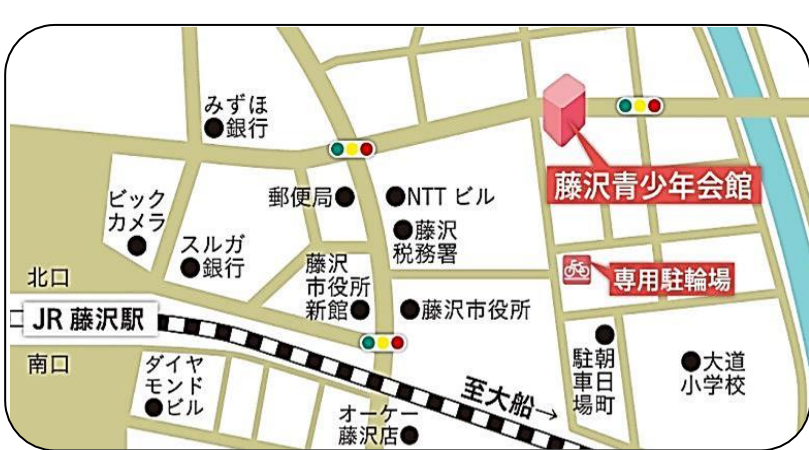 みずほ
銀行
ビック
カメラ
スルガ
銀行
郵便局
NTT ビル
藤沢
税務署
藤沢青少年会館
専用駐輪場
藤沢
市役所
新館
藤沢市役所
北口
JR 藤沢駅
南口
ダイヤ
モンド
ビル
至大船→
オーケー
藤沢店
朝日町
駐車場
大道
小学校